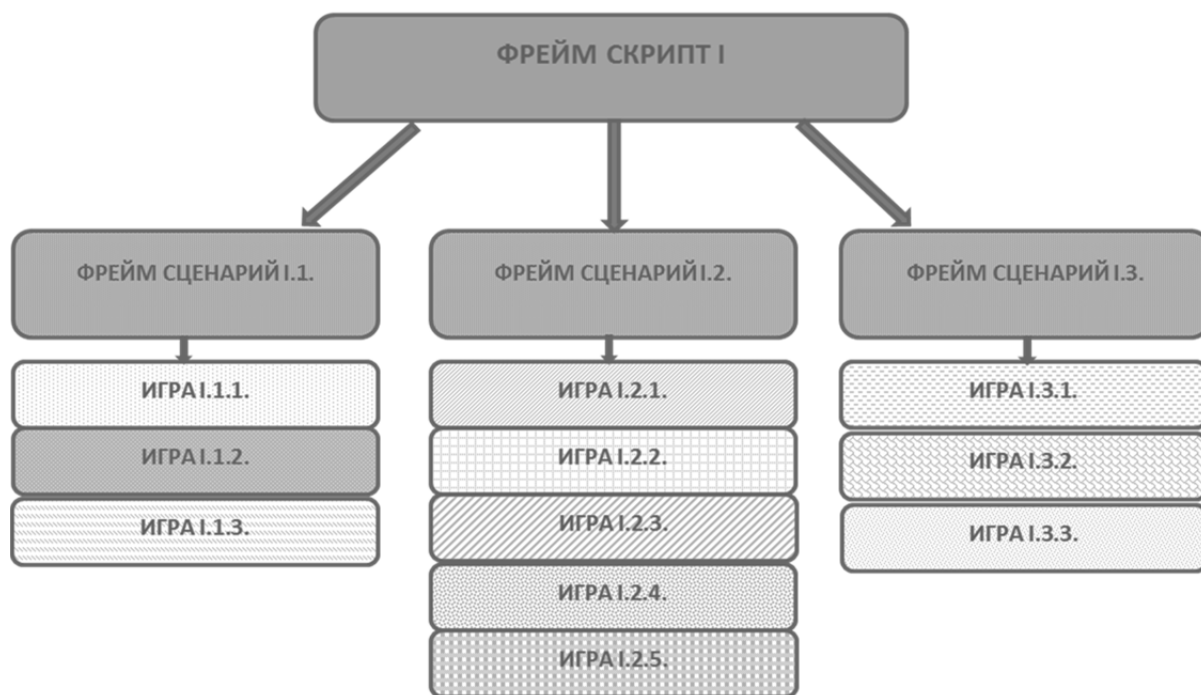 ФРЕЙМ СКРИПТ I
ФРЕЙМ СЦЕНАРИЙ I.1.
ИГРА I.1.1.
ИГРА I.1.2.
ИГРА I.1.3.
ФРЕЙМ СЦЕНАРИЙ I.2.
ИГРА I.2.1.
ИГРА I.2.2.
ИГРА I.2.3.
ИГРА I.2.4.
ИГРА I.2.5.
ФРЕЙМ СЦЕНАРИЙ I.3.
ИГРА I.3.1.
ИГРА I.3.2.
ИГРА I.3.3.